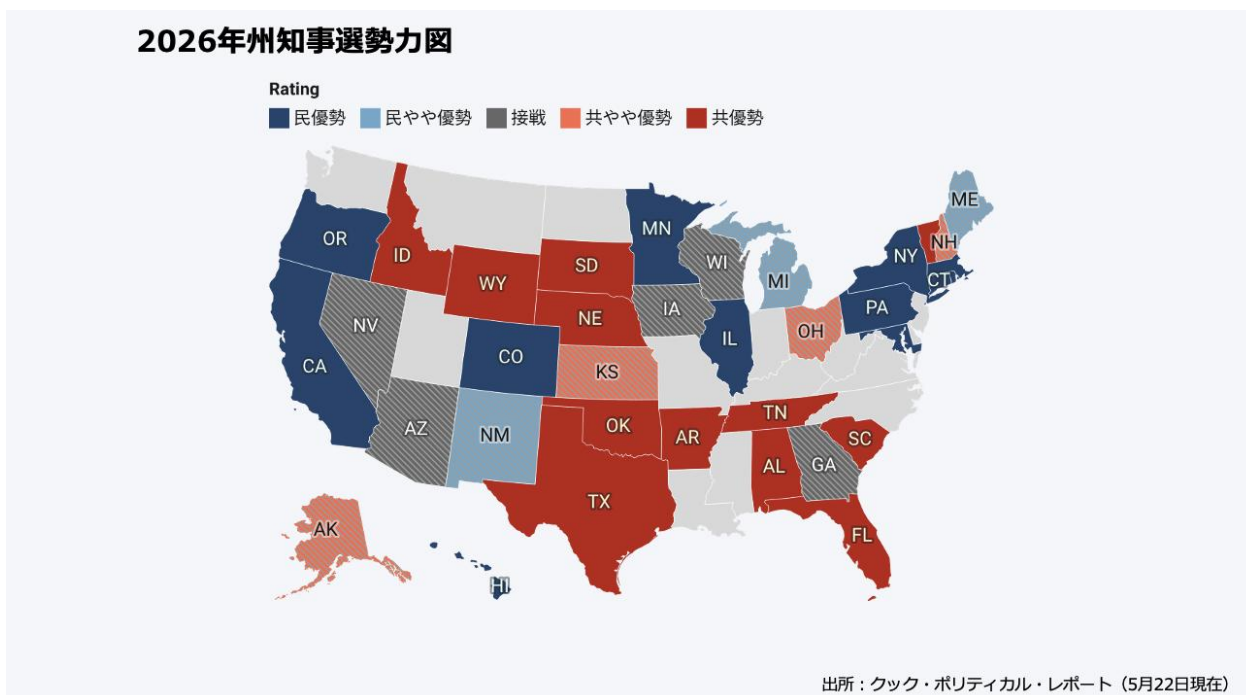 2026年州知事選勢力図
Rating
民優勢 民やや優勢 接戦 共やや優勢 共優勢
ME
MN
OR
NH
NY
WI
ID
SD
MI
CT
WY
IA
PA
NE
NV
OH
IL
CO
CA
KS
TN
AZ
OK
NM
AR
SC
AL
GA
TX
AK
FL
HI
出所：クック・ポリティカル・レポート（5月22日現在）